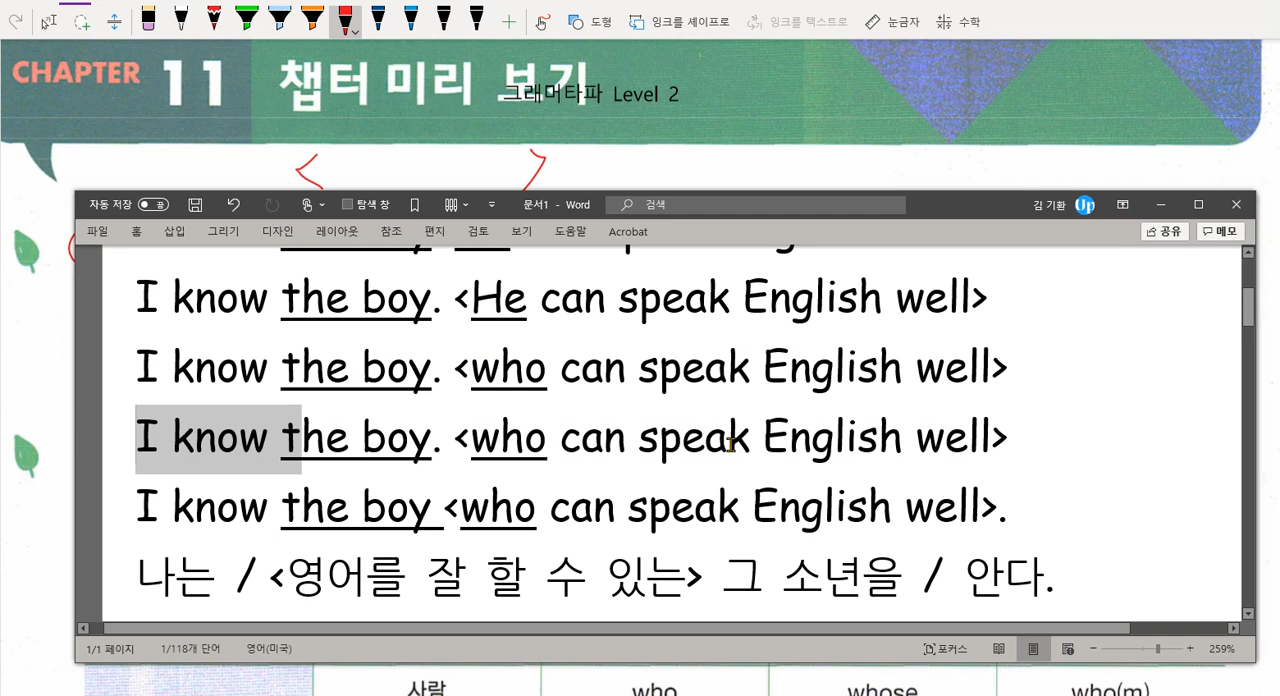 도형 잉크를 셰이프로 잉크를 텍스트로 눈금자 수학
CHAPTER 11 챕터 미리 보기
그래머타파 Level 2
자동 저장 탐색 창 문서1 - Word 검색 김 기환 Up
파일 홈 삽입 그리기 디자인 레이아웃 참조 편지 검토 보기 도움말 Acrobat 공유 메모
I know the boy. <He can speak English well>
I know the boy. <who can speak English well>
I know the boy. <who can speak English well>
I know the boy <who can speak English well>.
나는 / <영어를 잘 할 수 있는> 그 소년을 / 안다.
1/1 페이지 1/118개 단어 영어(미국) 포커스 259%
사람 who whose who(m)